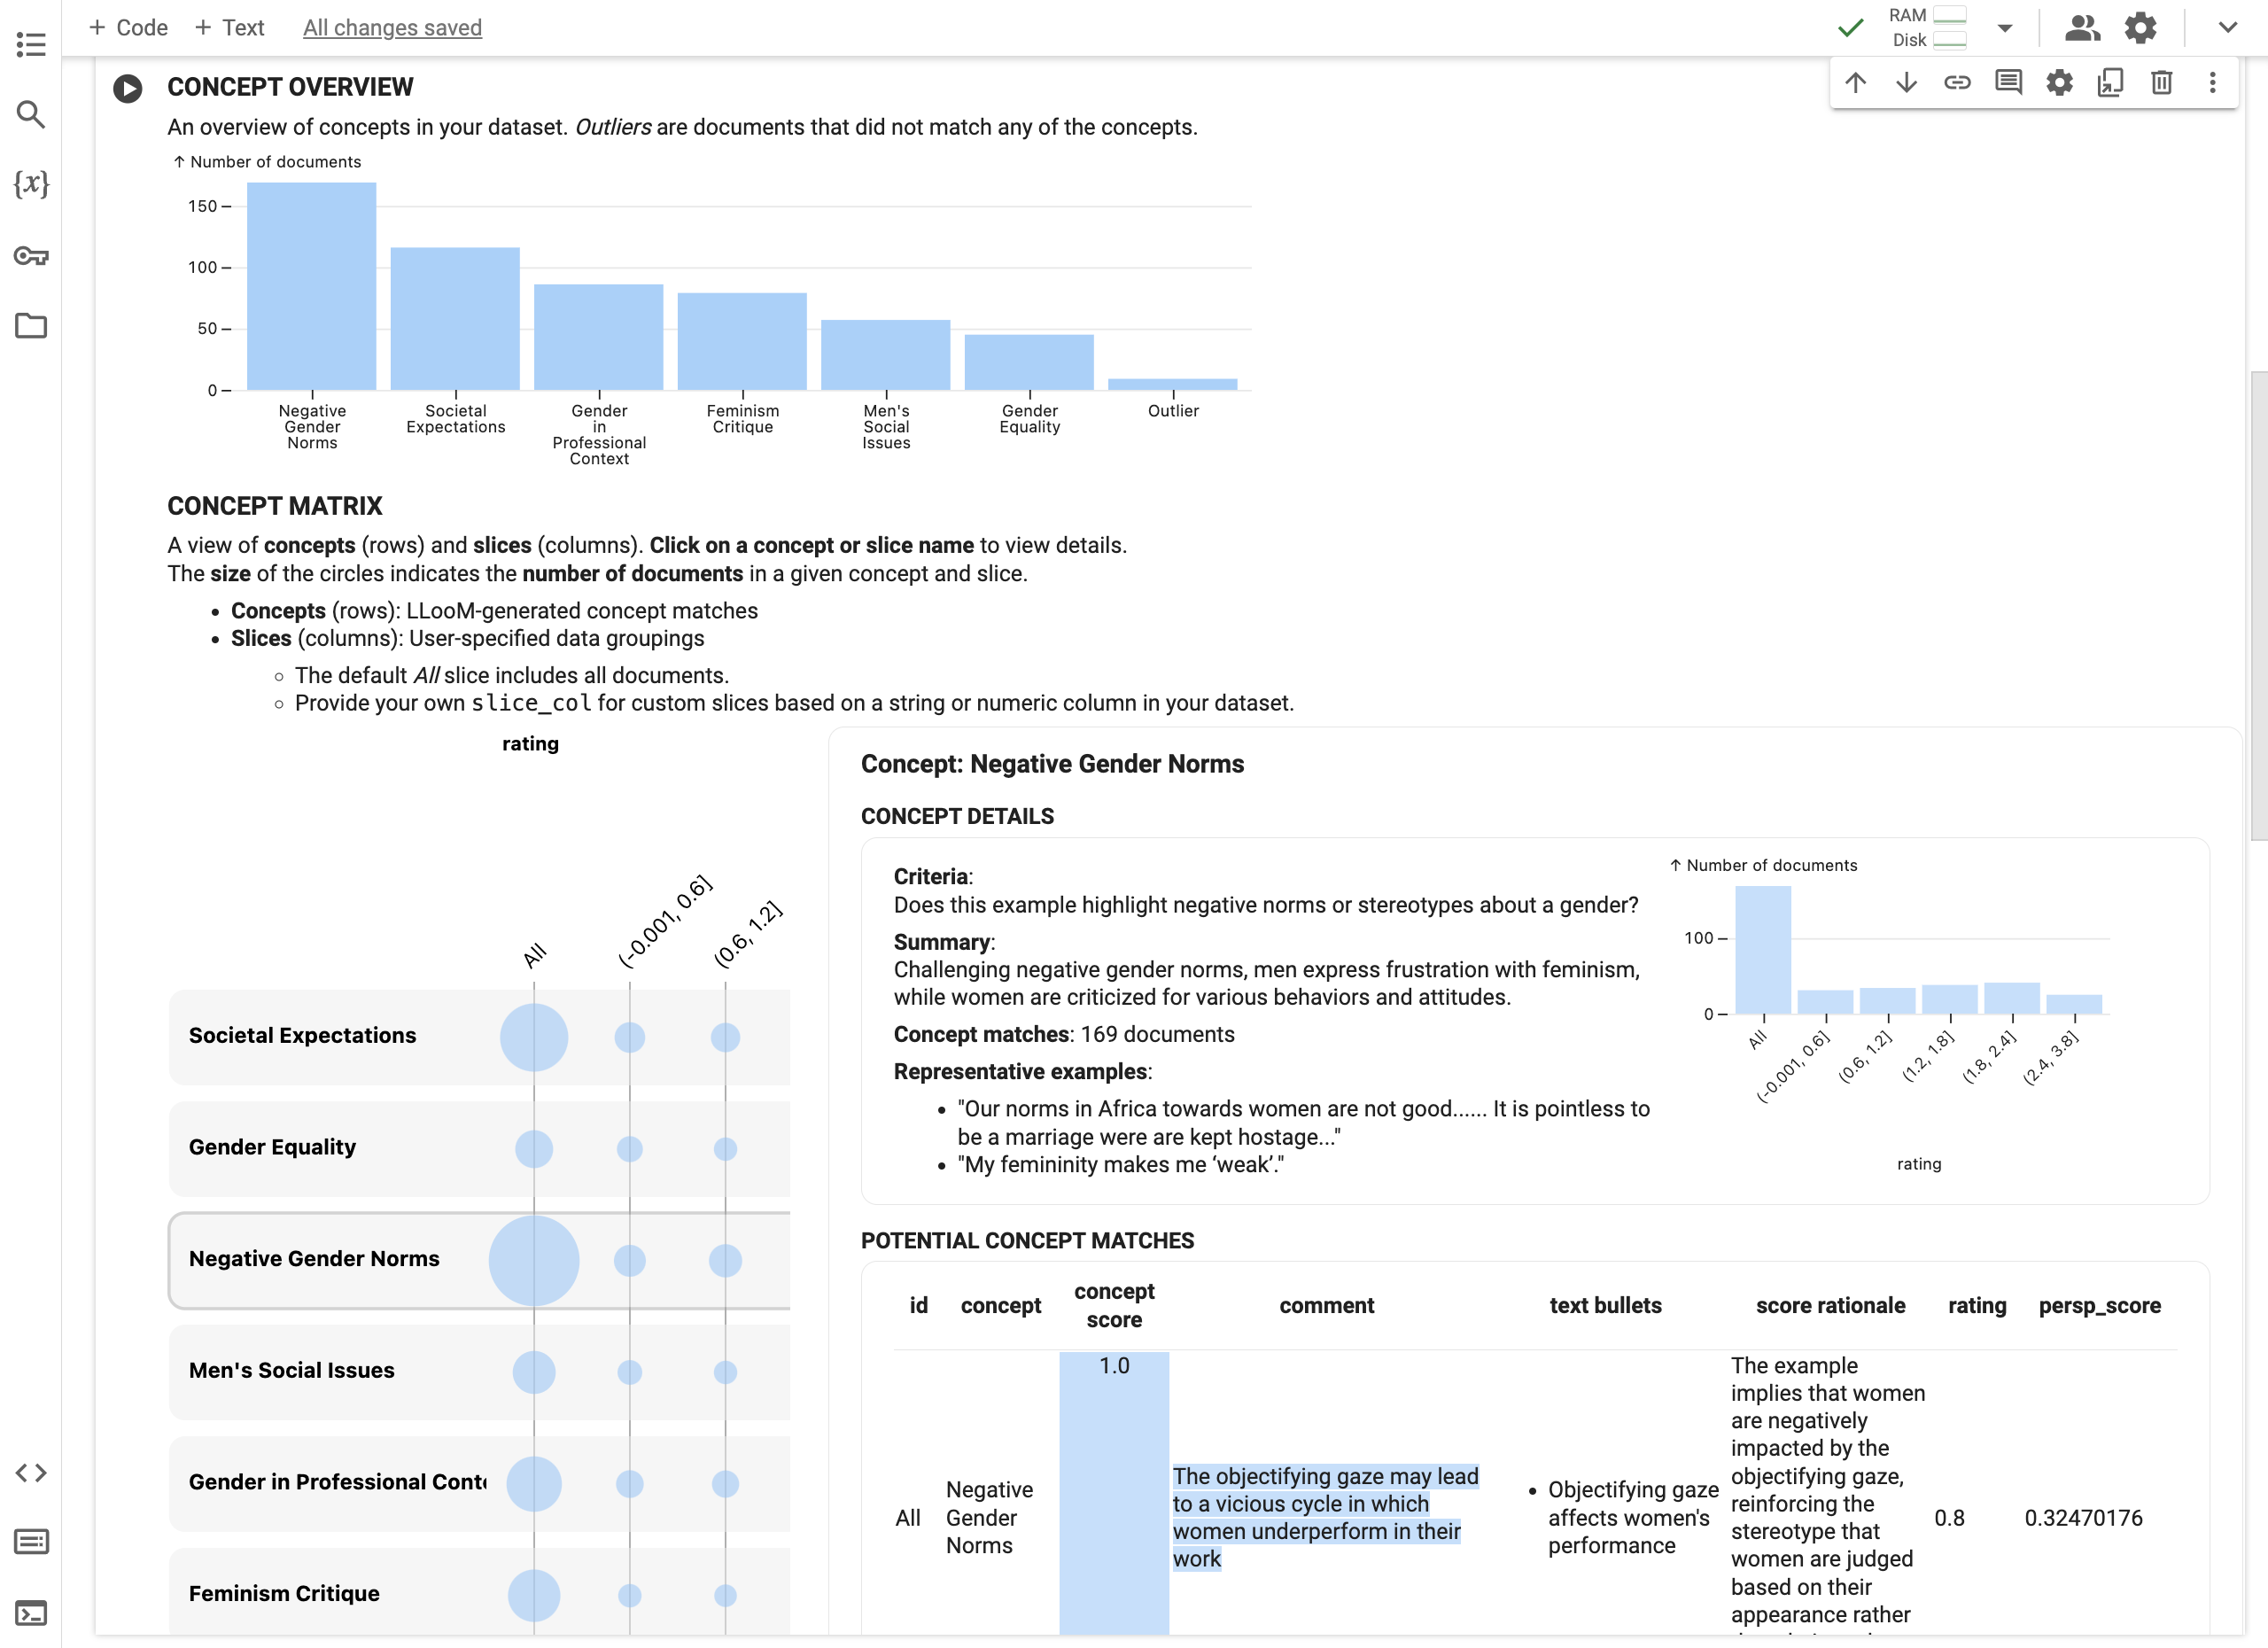 + Code + Text All changes saved
RAM
Disk
{x}
CONCEPT OVERVIEW
An overview of concepts in your dataset. Outliers are documents that did not match any of the concepts.
↑ Number of documents
150
100
50
0
Negative
Gender
Norms
Societal
Expectations
Gender
in
Professional
Context
Feminism
Critique
Men's
Social
Issues
Gender
Equality
Outlier
CONCEPT MATRIX
A view of concepts (rows) and slices (columns). Click on a concept or slice name to view details.
The size of the circles indicates the number of documents in a given concept and slice.
• Concepts (rows): LLooM-generated concept matches
• Slices (columns): User-specified data groupings
◦ The default All slice includes all documents.
◦ Provide your own slice_col for custom slices based on a string or numeric column in your dataset.
rating
All
(-0.001, 0.6]
(0.6, 1.2]
Societal Expectations
Gender Equality
Negative Gender Norms
Men's Social Issues
Gender in Professional Conte
Feminism Critique
Concept: Negative Gender Norms
CONCEPT DETAILS
Criteria:
Does this example highlight negative norms or stereotypes about a gender?
Summary:
Challenging negative gender norms, men express frustration with feminism,
while women are criticized for various behaviors and attitudes.
Concept matches: 169 documents
Representative examples:
• "Our norms in Africa towards women are not good...... It is pointless to
be a marriage were are kept hostage..."
• "My femininity makes me ‘weak’."
↑ Number of documents
100
0
All
(-0.001, 0.6]
(0.6, 1.2]
(1.2, 1.8]
(1.8, 2.4]
(2.4, 3.8]
rating
POTENTIAL CONCEPT MATCHES
id
concept
concept
score
comment
text bullets
score rationale
rating
persp_score
All
Negative
Gender
Norms
1.0
The objectifying gaze may lead
to a vicious cycle in which
women underperform in their
work
• Objectifying gaze
affects women's
performance
The example
implies that women
are negatively
impacted by the
objectifying gaze,
reinforcing the
stereotype that
women are judged
based on their
appearance rather
0.8
0.32470176